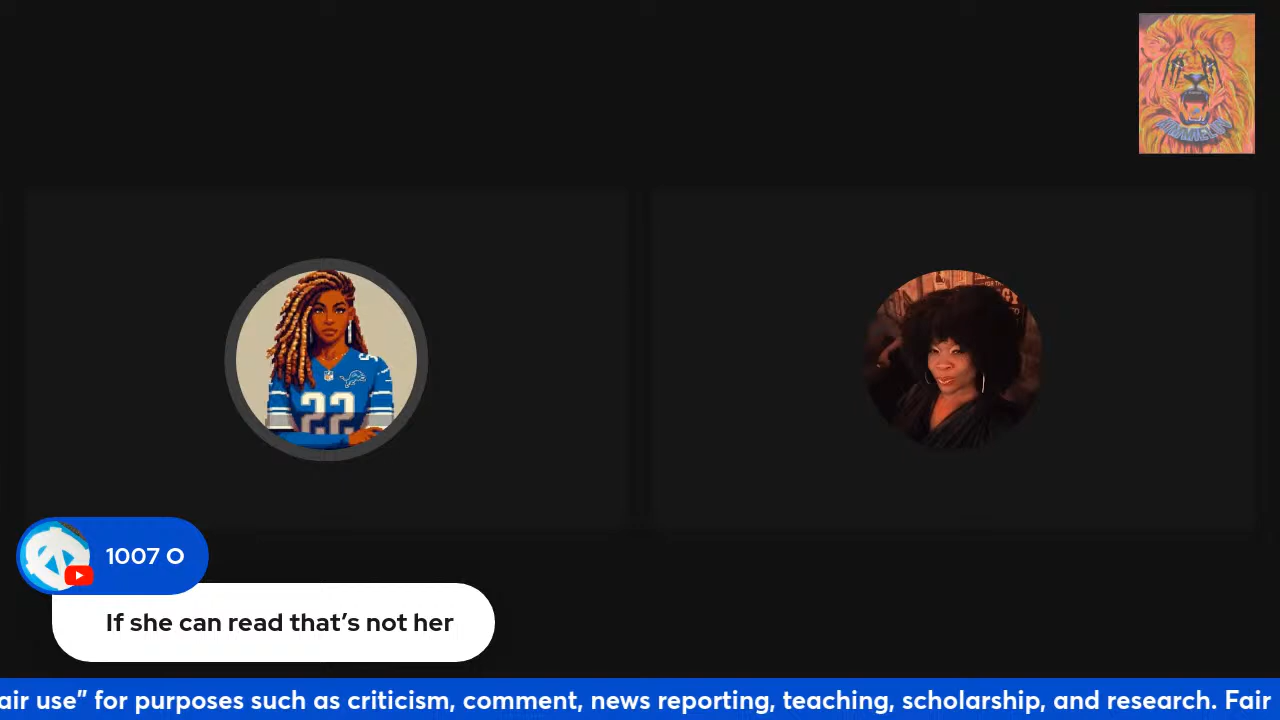 22
1007 O
If she can read that's not her
air use” for purposes such as criticism, comment, news reporting, teaching, scholarship, and research. Fair